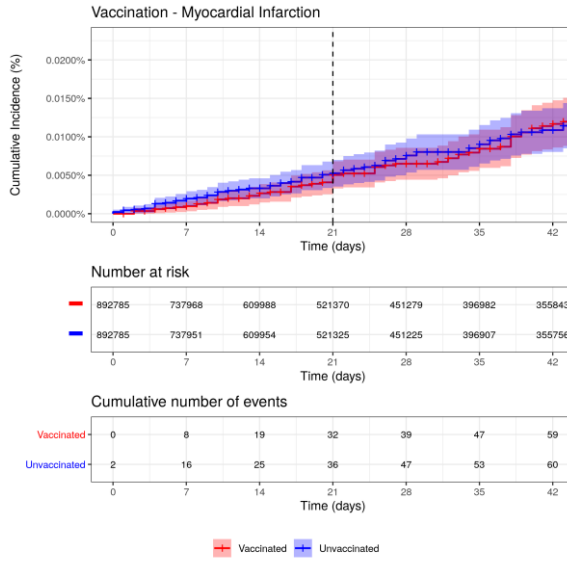 Vaccination - Myocardial Infarction
Cumulative Incidence (%)
0.0200%
0.0150%
0.0100%
0.0050%
0.0000%
0 7 14 21 28 35 42
Time (days)
Number at risk
892785 737968 609988 521370 451279 396982 355843
892785 737951 609954 521325 451225 396907 355756
0 7 14 21 28 35 42
Time (days)
Cumulative number of events
Vaccinated 0 8 19 32 39 47 59
Unvaccinated 2 16 25 36 47 53 60
0 7 14 21 28 35 42
Time (days)
Vaccinated Unvaccinated